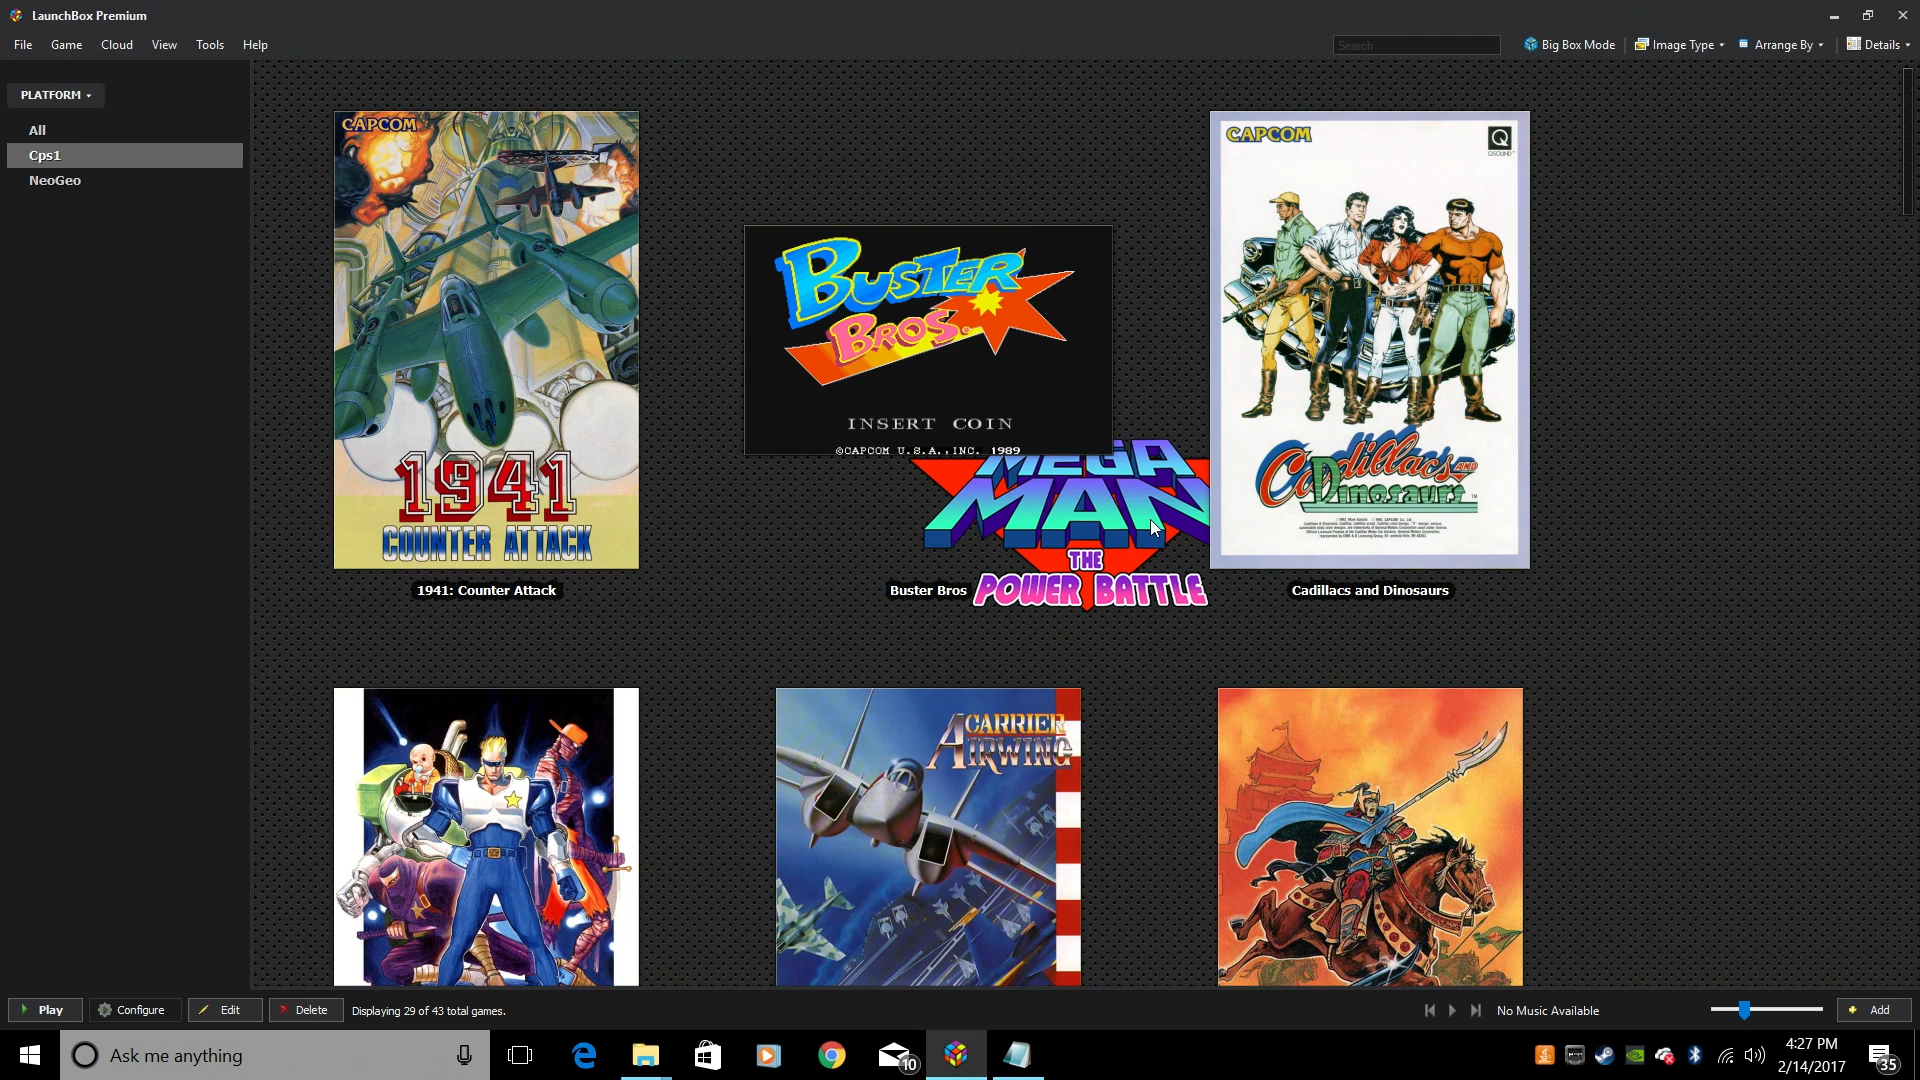 LaunchBox Premium
File Game Cloud View Tools Help
Search
Big Box Mode
Image Type
Arrange By
Details
PLATFORM
All
Cps1
NeoGeo
CAPCOM
1941
COUNTER ATTACK
1941: Counter Attack
BUSTER
BROS.
INSERT COIN
©CAPCOM U.S.A.,INC. 1989
Buster Bros
MEGA
MAN
THE
POWER BATTLE
CAPCOM
Q
QSOUND™
Cadillacs AND
Dinosaurs™
Cadillacs and Dinosaurs
CARRIER
AIRWING
Play
Configure
Edit
Delete
Displaying 29 of 43 total games.
No Music Available
Add
Ask me anything
10
4:27 PM
2/14/2017
35